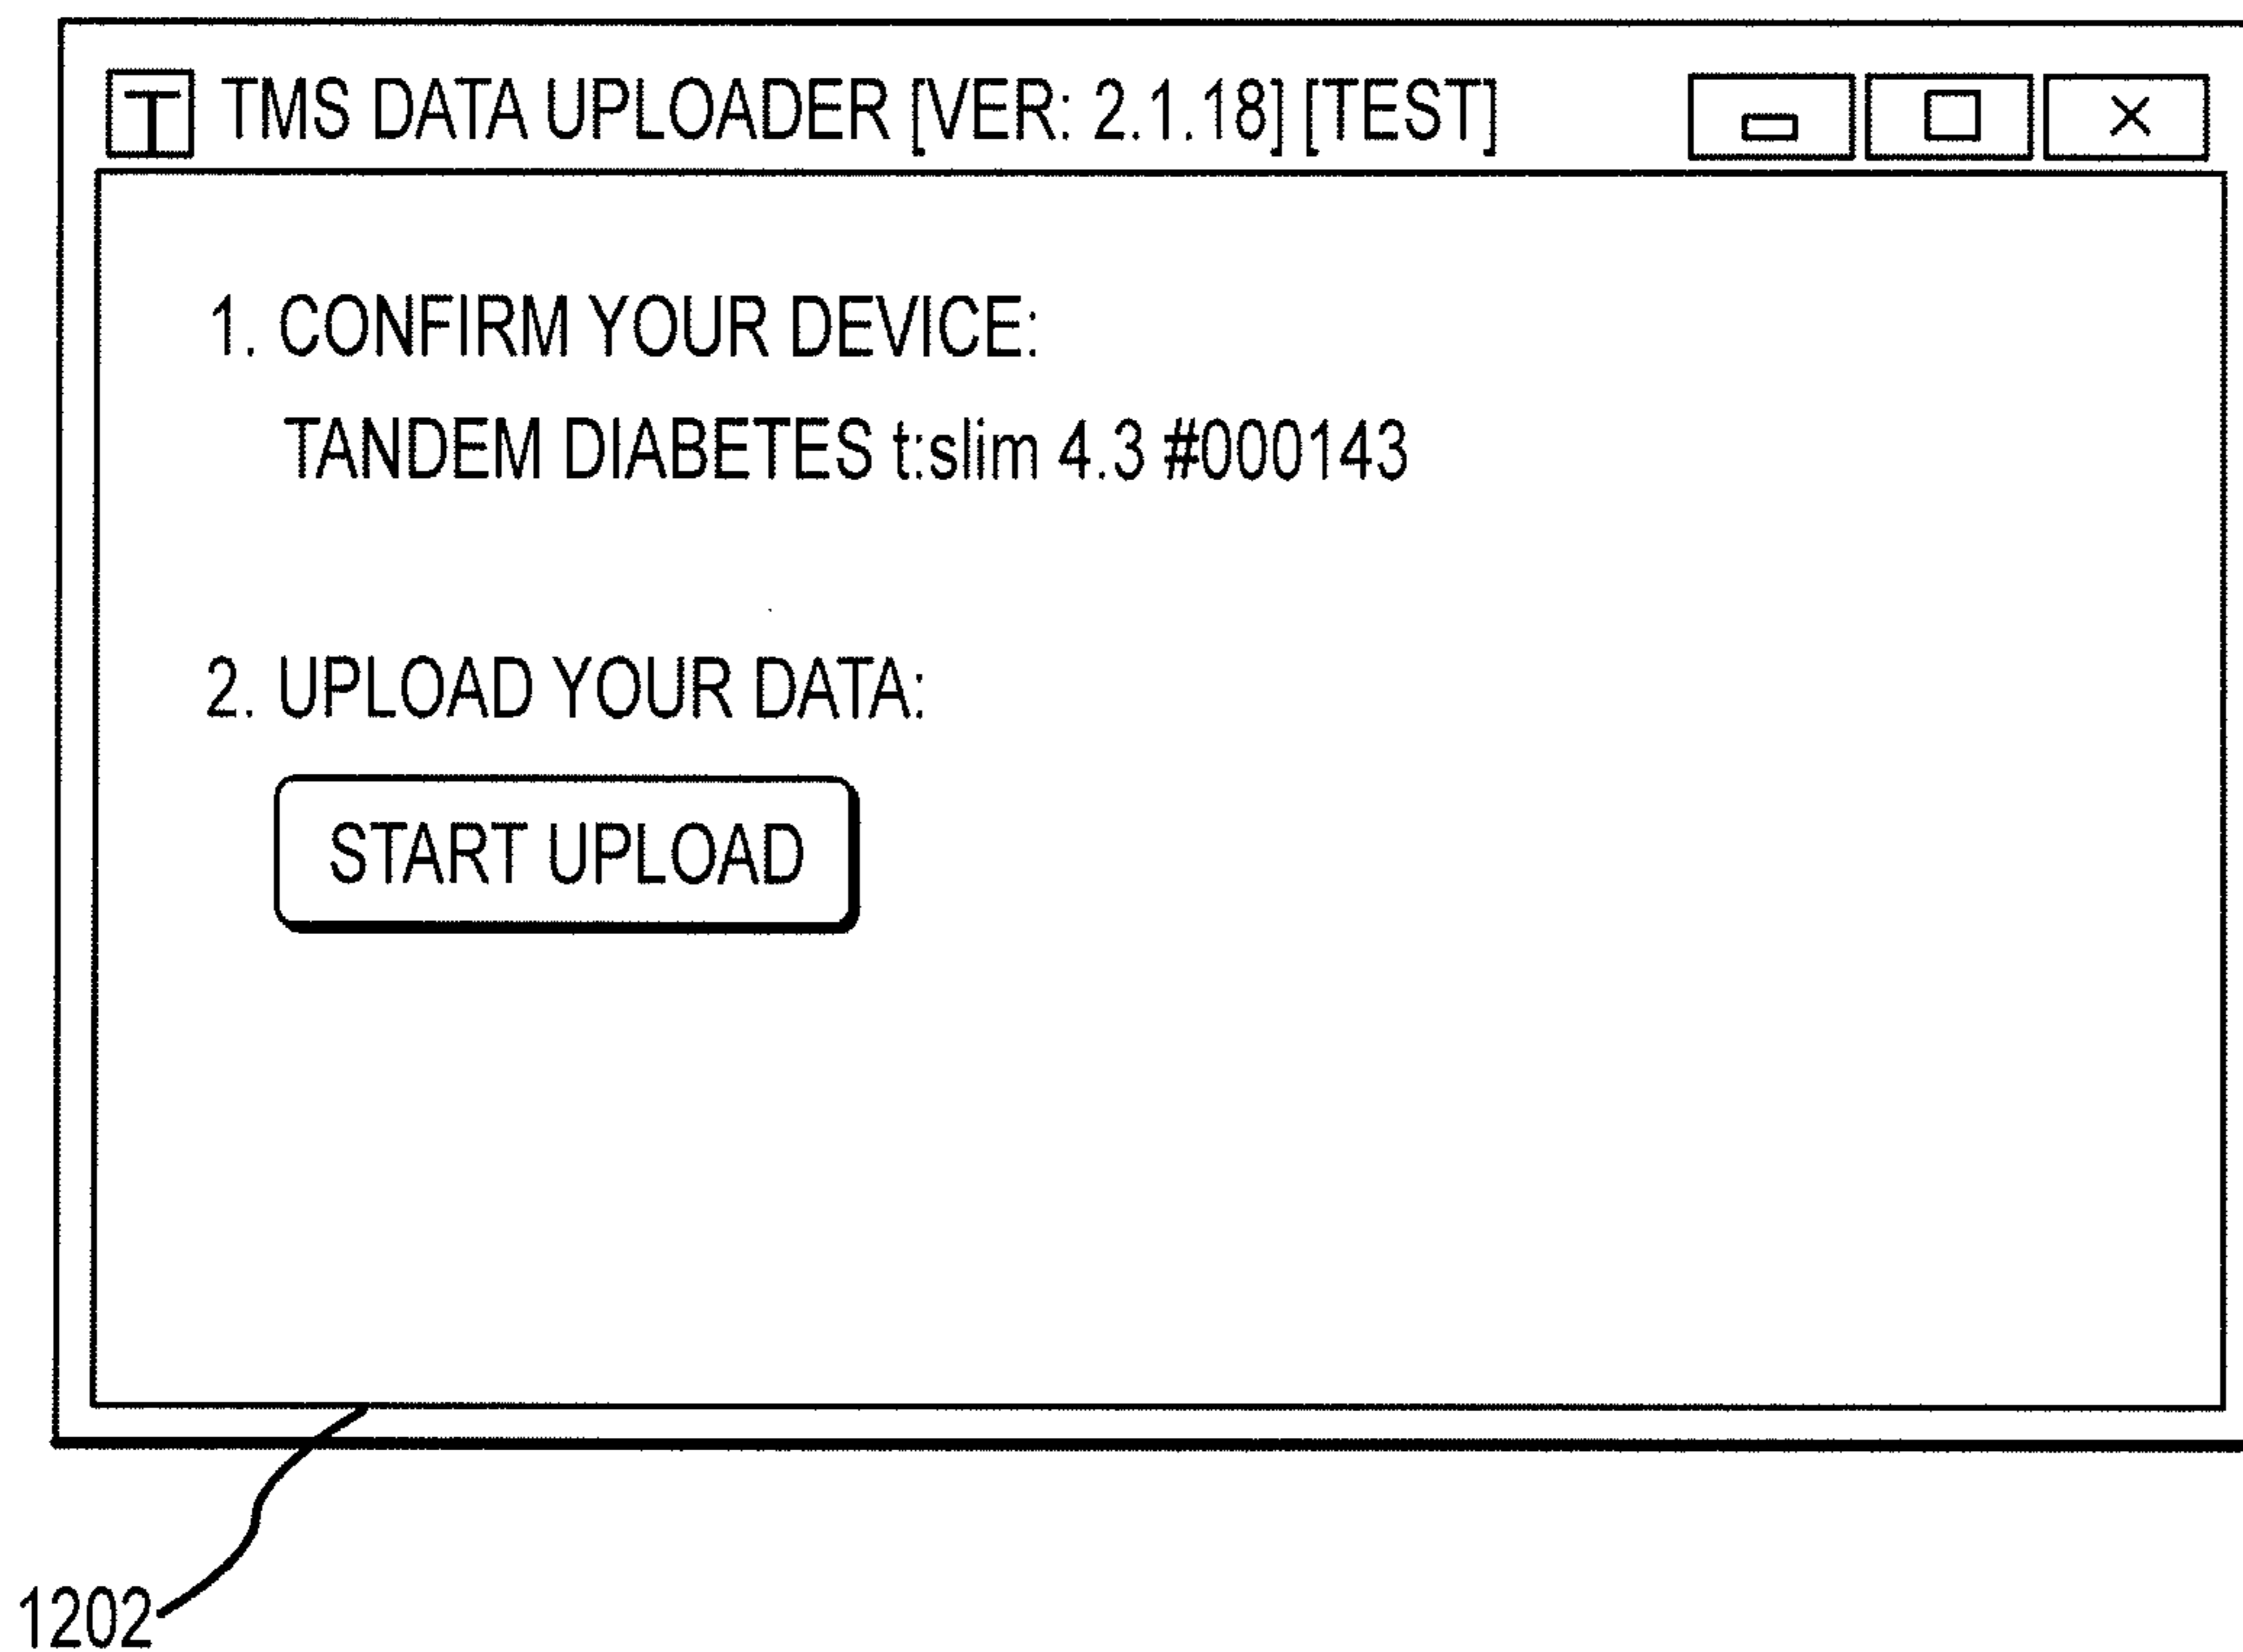 T TMS DATA UPLOADER [VER: 2.1.18] [TEST]
1. CONFIRM YOUR DEVICE:
TANDEM DIABETES t:slim 4.3 #000143
2. UPLOAD YOUR DATA:
START UPLOAD
1202